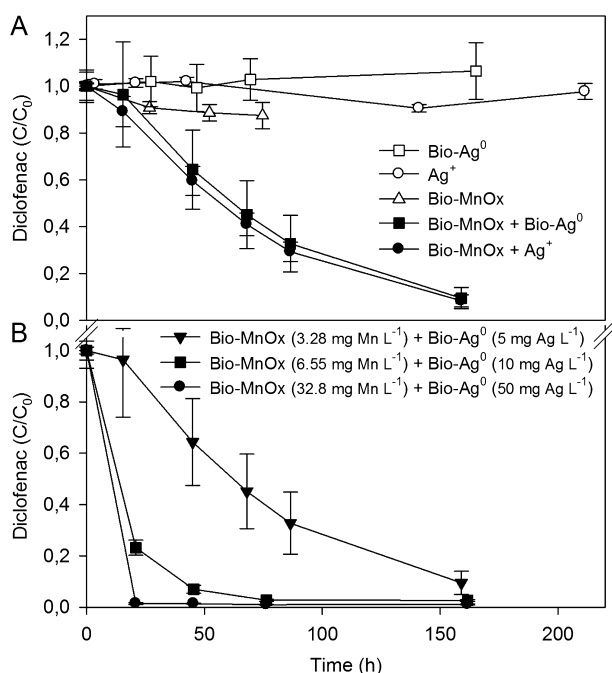 A
Diclofenac (C/C₀)
1,2
1,0
0,8
0,6
0,4
0,2
0,0
Bio-Ag⁰
Ag⁺
Bio-MnOx
Bio-MnOx + Bio-Ag⁰
Bio-MnOx + Ag⁺
B
Diclofenac (C/C₀)
1,0
0,8
0,6
0,4
0,2
0,0
Bio-MnOx (3.28 mg Mn L⁻¹) + Bio-Ag⁰ (5 mg Ag L⁻¹)
Bio-MnOx (6.55 mg Mn L⁻¹) + Bio-Ag⁰ (10 mg Ag L⁻¹)
Bio-MnOx (32.8 mg Mn L⁻¹) + Bio-Ag⁰ (50 mg Ag L⁻¹)
0 50 100 150 200
Time (h)